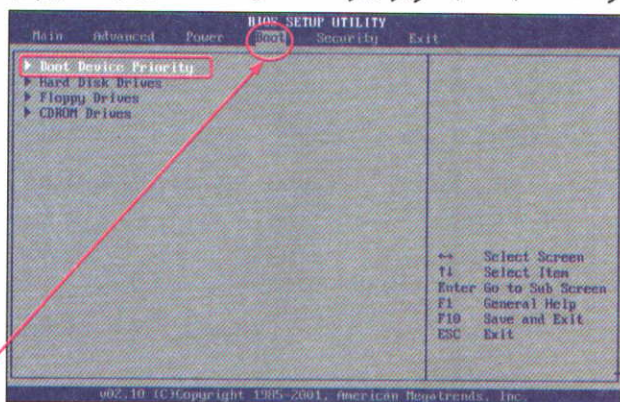 BIOS SETUP UTILITY
Main Advanced Power Boot Security Exit
Boot Device Priority
Hard Disk Drives
Floppy Drives
CDROM Drives
↔ Select Screen
↑↓ Select Item
Enter Go to Sub Screen
F1 General Help
F10 Save and Exit
ESC Exit
v02.10 (C)Copyright 1985-2001, American Megatrends, Inc.